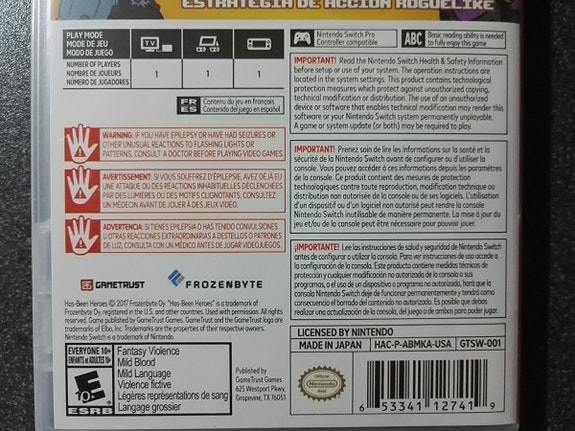 ESTRATEGIA DE ACCIÓN ROGUELIKE
PLAY MODE
MODE DE JEU
MODO DE JUEGO
TV
NUMBER OF PLAYERS
NOMBRE DE JOUEURS
NÚMERO DE JUGADORES
1 1 1
FR Contenu du jeu en français
ES Contenido del juego en español
WARNING: IF YOU HAVE EPILEPSY OR HAVE HAD SEIZURES OR
OTHER UNUSUAL REACTIONS TO FLASHING LIGHTS OR
PATTERNS, CONSULT A DOCTOR BEFORE PLAYING VIDEO GAMES.
AVERTISSEMENT: SI VOUS SOUFFREZ D'ÉPILEPSIE, AVEZ DÉJÀ EU
UNE ATTAQUE OU DES RÉACTIONS INHABITUELLES DÉCLENCHÉES
PAR DES LUMIÈRES OU DES MOTIFS CLIGNOTANTS, CONSULTEZ
UN MÉDECIN AVANT DE JOUER À DES JEUX VIDÉO.
ADVERTENCIA: SI TIENES EPILEPSIA O HAS TENIDO CONVULSIONES
U OTRAS REACCIONES EXTRAORDINARIAS A DESTELLOS O PATRONES
DE LUZ, CONSULTA CON UN MÉDICO ANTES DE JUGAR VIDEOJUEGOS.
GAMETRUST
FROZENBYTE
Has-Been Heroes © 2017 Frozenbyte Oy. "Has-Been Heroes" is a trademark of
Frozenbyte Oy, registered in the U.S. and other countries. Used with permission. All rights
reserved. Game published by GameTrust Games. GameTrust and the GameTrust logo are
trademarks of Elbo, Inc. Trademarks are the properties of their respective owners.
Nintendo Switch is a trademark of Nintendo.
EVERYONE 10+
ENFANTS et ADULTES 10+
E
10+
ESRB
Fantasy Violence
Mild Blood
Mild Language
Violence fictive
Légères représentations de sang
Langage grossier
Published by
GameTrust Games
625 Westport Pkwy,
Grapevine, TX 76051
Nintendo Switch Pro
Controller compatible
ABC Basic reading ability is needed
to fully enjoy this game
IMPORTANT! Read the Nintendo Switch Health & Safety Information
before setup or use of your system. The operation instructions are
located in the system settings. This product contains technological
protection measures which protect against unauthorized copying,
technical modification or distribution. The use of an unauthorized
device or software that enables technical modification may render this
software or your Nintendo Switch system permanently unplayable.
A game or system update (or both) may be required to play.
IMPORTANT! Prenez soin de lire les informations sur la santé et la
sécurité de la Nintendo Switch avant de configurer ou d'utiliser la
console. Vous pouvez accéder à ces informations depuis les paramètres
de la console. Ce produit contient des mesures de protection
technologiques contre toute reproduction, modification technique ou
distribution non autorisée de la console ou de ses logiciels. L'utilisation
d'un dispositif ou d'un logiciel non autorisé peut rendre la console
Nintendo Switch inutilisable de manière permanente. La mise à jour du
jeu et/ou de la console peut être nécessaire pour pouvoir jouer.
¡IMPORTANTE! Lee las instrucciones de salud y seguridad de Nintendo Switch
antes de configurar o utilizar la consola. Para ver instrucciones de uso accede a
la configuración de la consola. Este producto contiene medidas técnicas de
protección y cualquier modificación no autorizada de la consola o sus
programas, o el uso de un dispositivo o programa no autorizado, hará que la
consola Nintendo Switch deje de funcionar permanentemente y tendrá como
consecuencia el borrado del contenido no autorizado. Es posible que debas
realizar una actualización de la consola, del juego o de ambas para poder jugar.
LICENSED BY NINTENDO
MADE IN JAPAN HAC-P-ABMKA-USA GTSW-001
Official
Nintendo
Seal
6 53341 12741 9